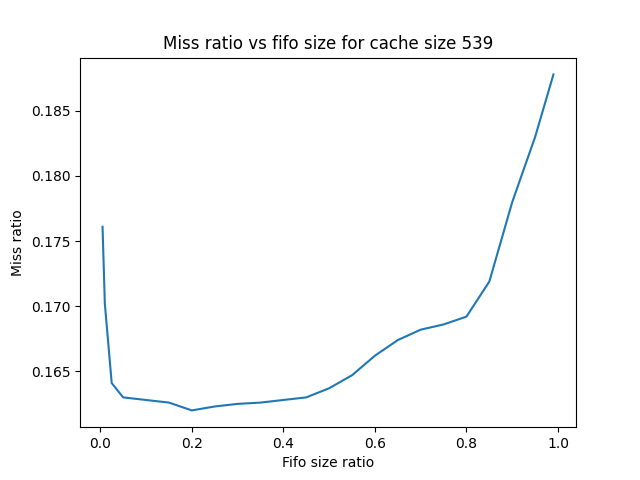 Miss ratio vs fifo size for cache size 539
0.185
0.180
0.175
0.170
0.165
Miss ratio
0.0 0.2 0.4 0.6 0.8 1.0
Fifo size ratio